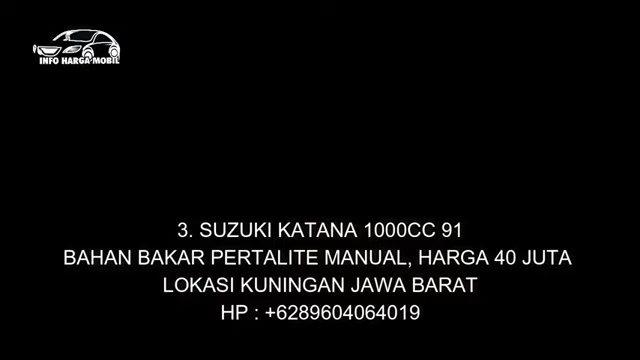 INFO HARGA MOBIL
3. SUZUKI KATANA 1000CC 91
BAHAN BAKAR PERTALITE MANUAL, HARGA 40 JUTA
LOKASI KUNINGAN JAWA BARAT
HP : +6289604064019